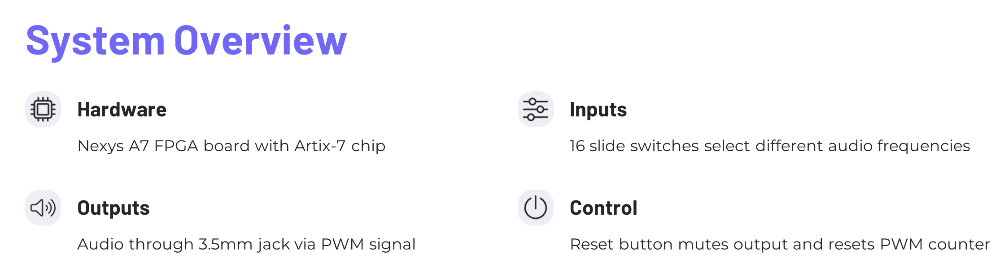 System Overview
Hardware
Nexys A7 FPGA board with Artix-7 chip
Inputs
16 slide switches select different audio frequencies
Outputs
Audio through 3.5mm jack via PWM signal
Control
Reset button mutes output and resets PWM counter